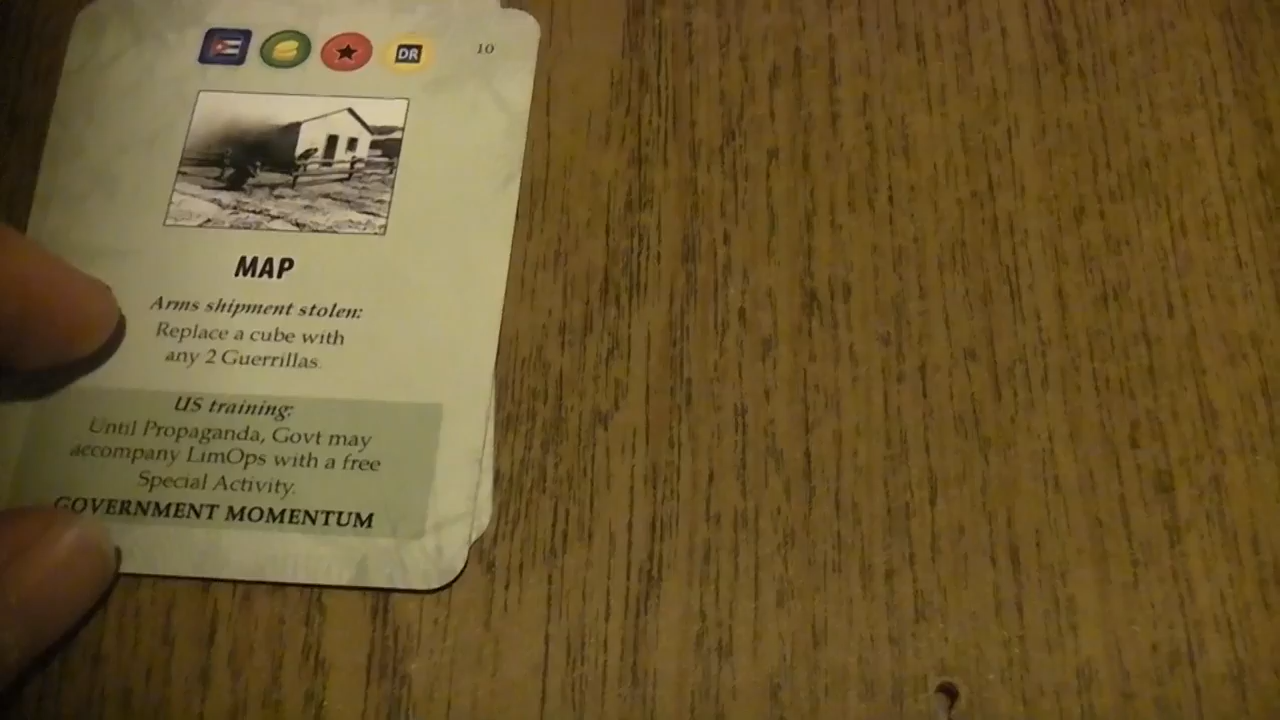 DR
10
MAP
Arms shipment stolen:
Replace a cube with
any 2 Guerrillas.
US training:
Until Propaganda, Govt may
accompany LimOps with a free
Special Activity.
GOVERNMENT MOMENTUM